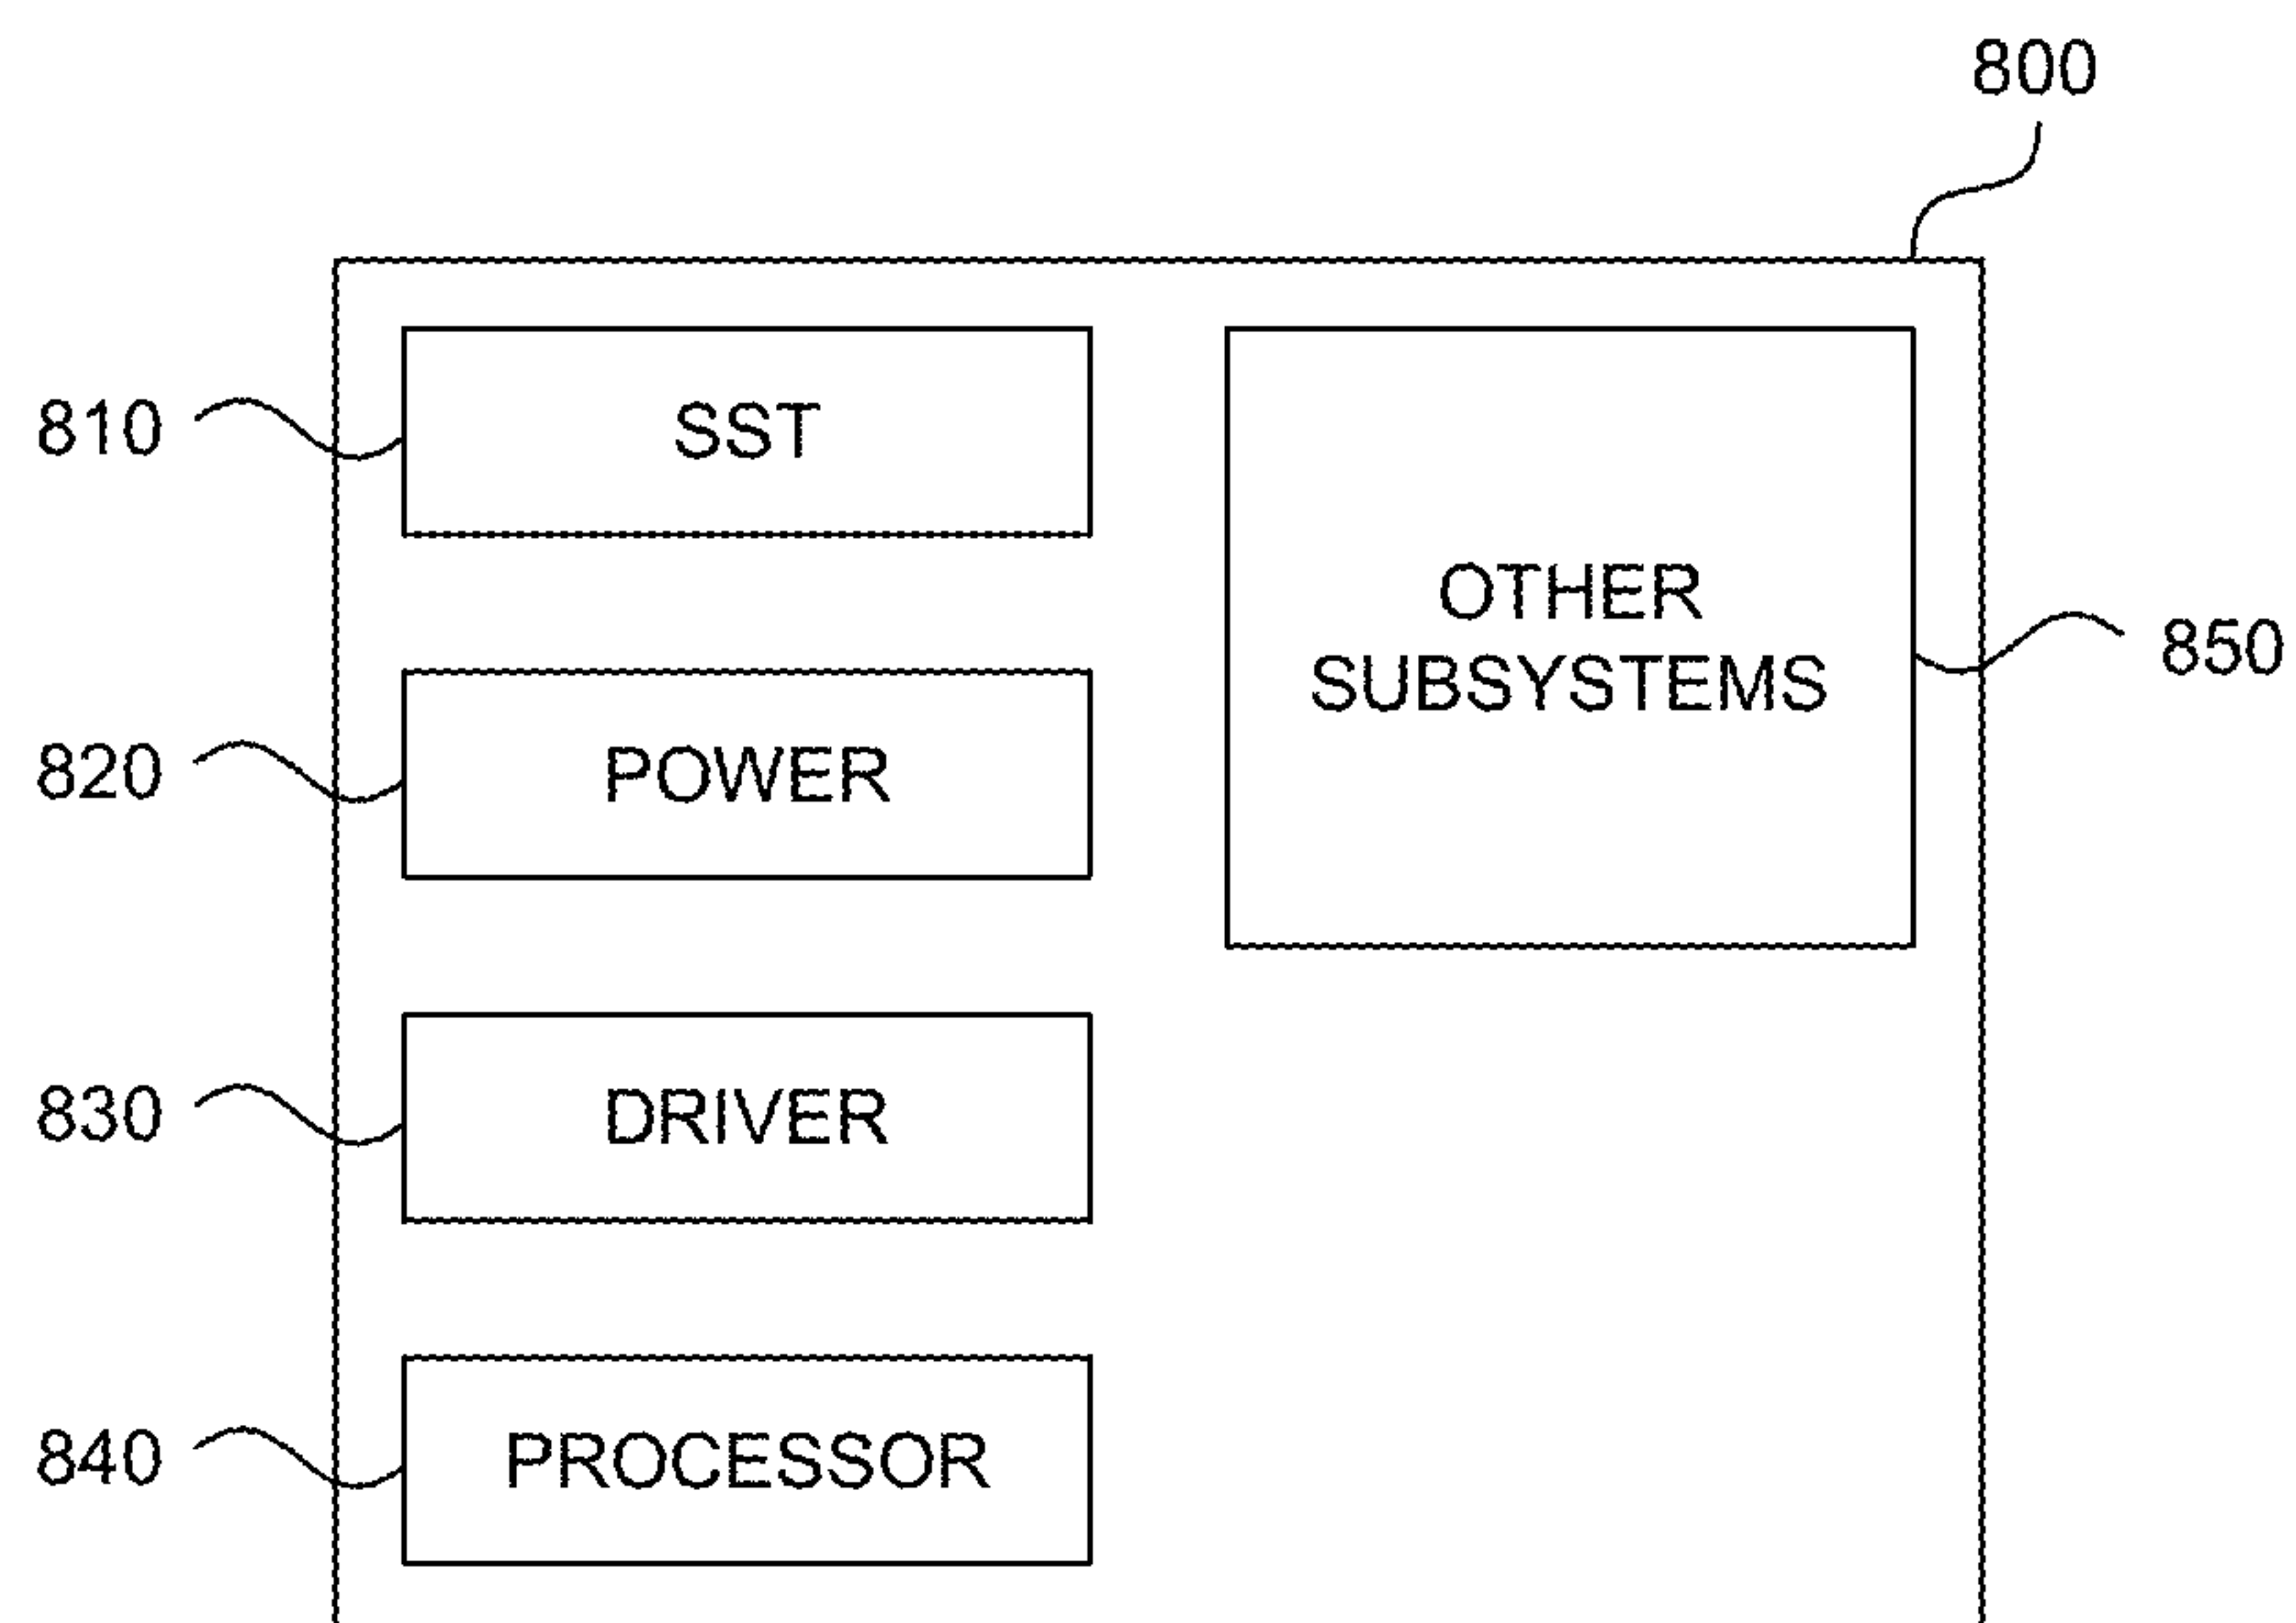 800
810
SST
OTHER
SUBSYSTEMS
850
820
POWER
830
DRIVER
840
PROCESSOR